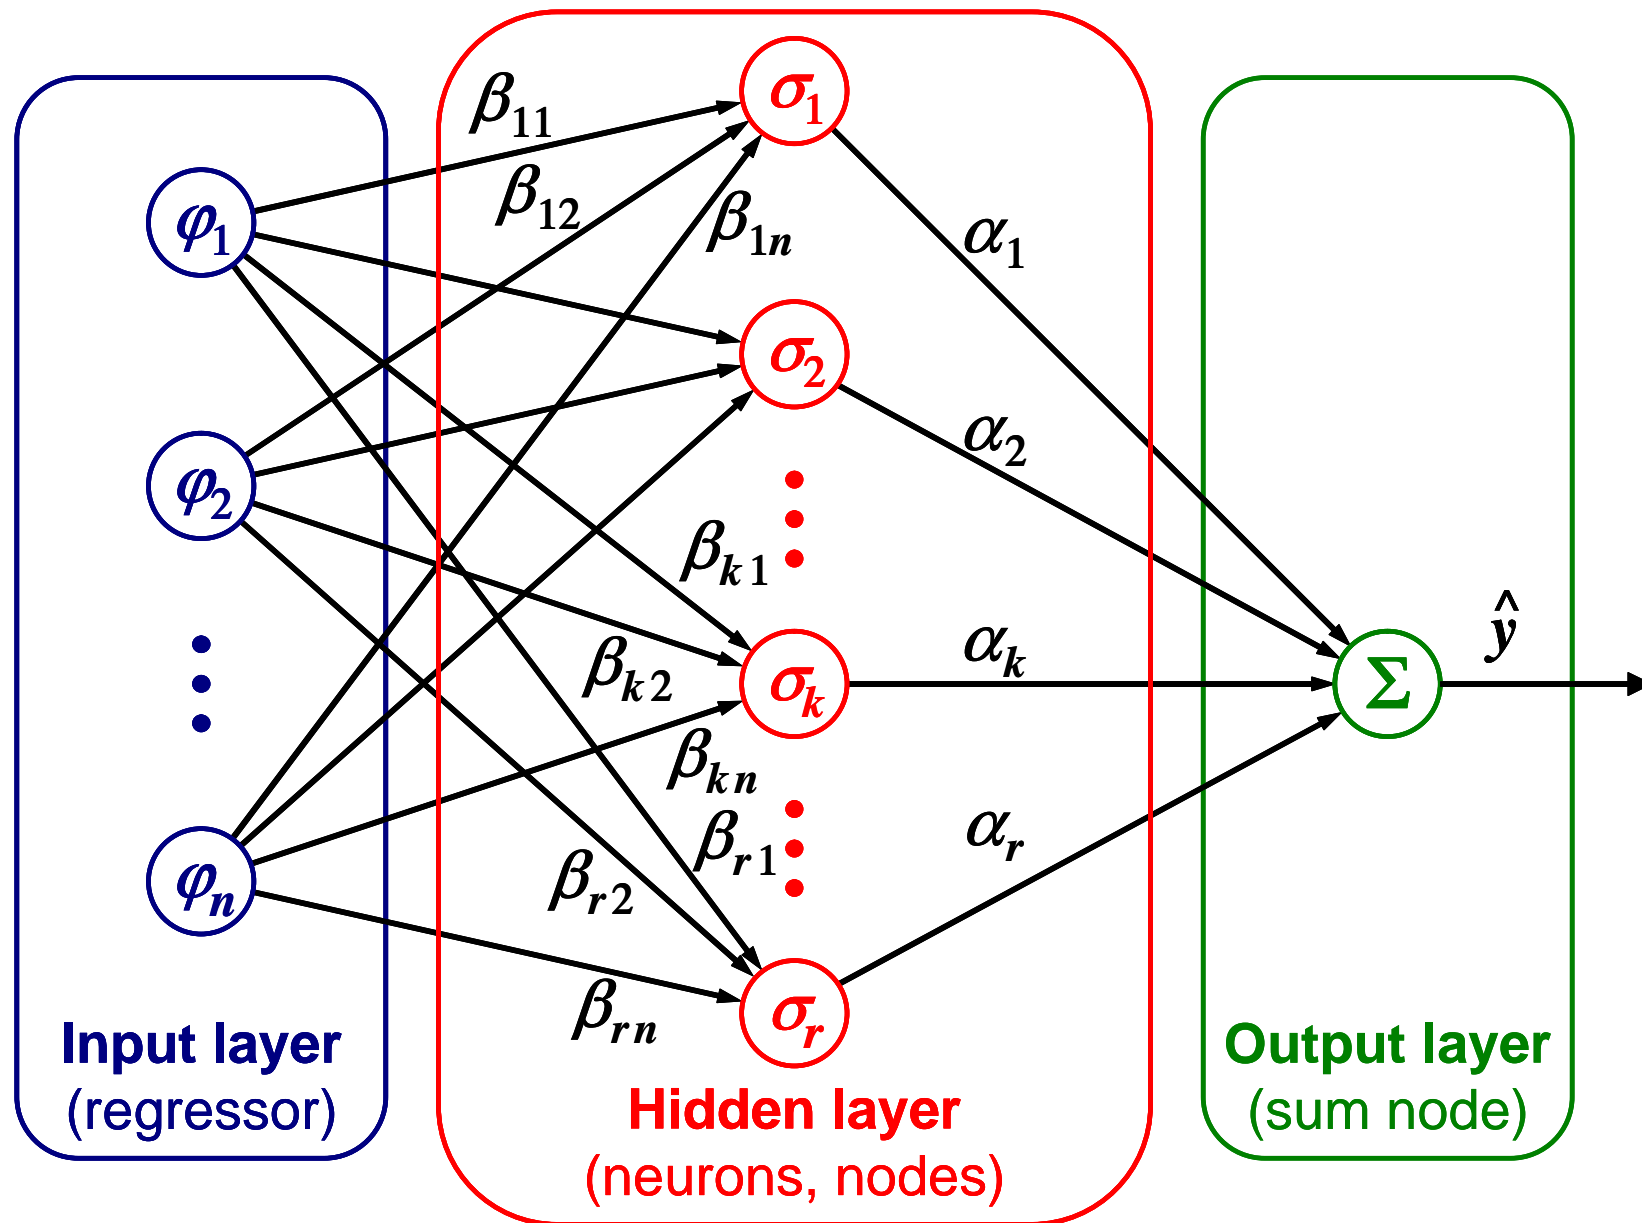 σ1
β11
β12
φ1
β1n
α1
σ2
α2
φ2
βk1
ŷ
αk
βk2
σk
Σ
βkn
αr
βr1
φn
βr2
σr
βrn
Input layer
(regressor)
Hidden layer
(neurons, nodes)
Output layer
(sum node)